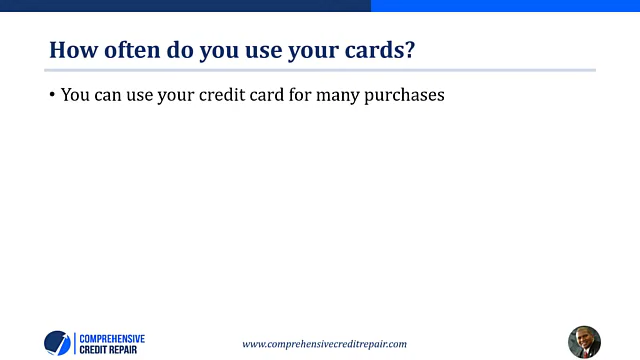 How often do you use your cards?
• You can use your credit card for many purchases
COMPREHENSIVE
CREDIT REPAIR
www.comprehensivecreditrepair.com